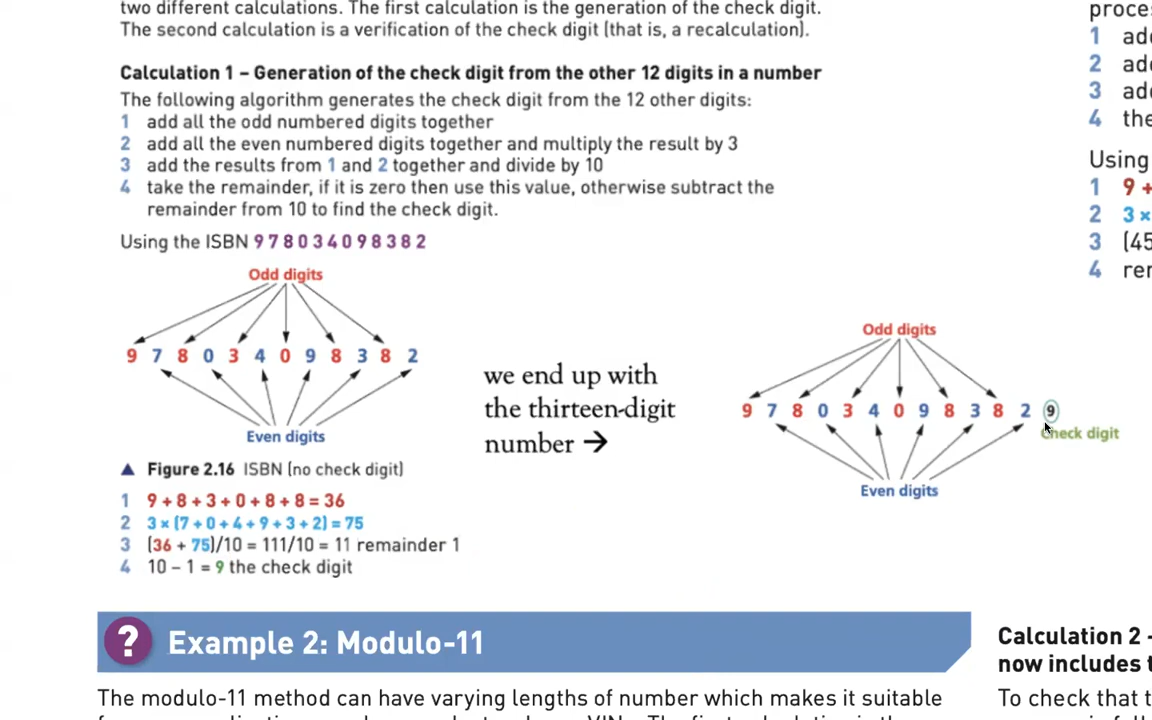 two different calculations. The first calculation is the generation of the check digit.
The second calculation is a verification of the check digit (that is, a recalculation).
Calculation 1 – Generation of the check digit from the other 12 digits in a number
The following algorithm generates the check digit from the 12 other digits:
1 add all the odd numbered digits together
2 add all the even numbered digits together and multiply the result by 3
3 add the results from 1 and 2 together and divide by 10
4 take the remainder, if it is zero then use this value, otherwise subtract the
remainder from 10 to find the check digit.
Using the ISBN 9 7 8 0 3 4 0 9 8 3 8 2
Odd digits
9 7 8 0 3 4 0 9 8 3 8 2
Even digits
▲ Figure 2.16 ISBN (no check digit)
1 9 + 8 + 3 + 0 + 8 + 8 = 36
2 3 × (7 + 0 + 4 + 9 + 3 + 2) = 75
3 (36 + 75)/10 = 111/10 = 11 remainder 1
4 10 – 1 = 9 the check digit
we end up with
the thirteen-digit
number →
Odd digits
9 7 8 0 3 4 0 9 8 3 8 2 9
Check digit
Even digits
? Example 2: Modulo-11
The modulo-11 method can have varying lengths of number which makes it suitable
1 ad
2 ad
3 ad
4 the
Using
1 9 +
2 3 ×
3 (45
4 rer
Calculation 2 -
now includes t
To check that t